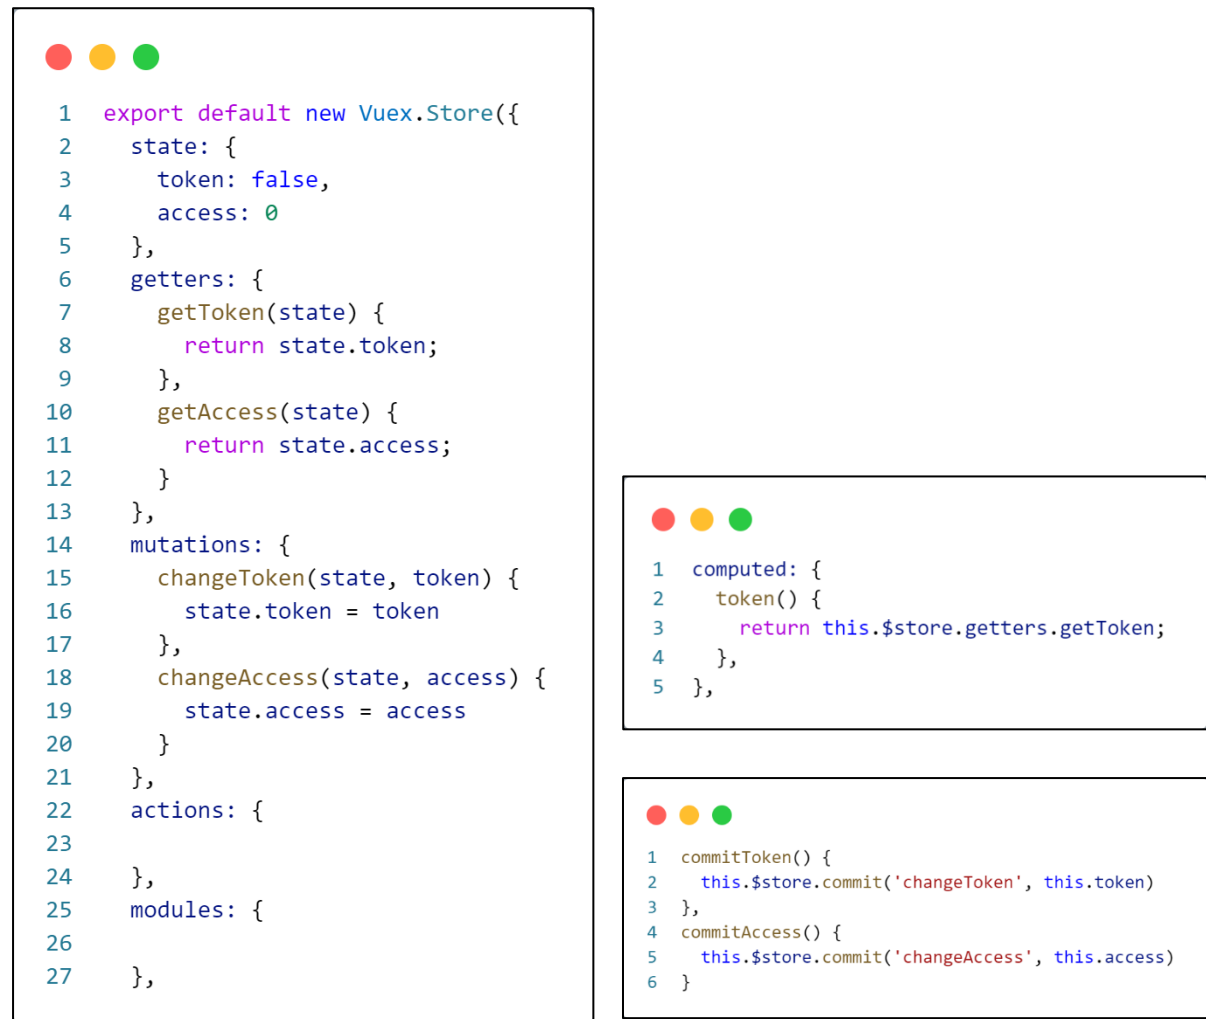 1 export default new Vuex.Store({
2 state: {
3 token: false,
4 access: 0
5 },
6 getters: {
7 getToken(state) {
8 return state.token;
9 },
10 getAccess(state) {
11 return state.access;
12 }
13 },
14 mutations: {
15 changeToken(state, token) {
16 state.token = token
17 },
18 changeAccess(state, access) {
19 state.access = access
20 }
21 },
22 actions: {
23
24 },
25 modules: {
26
27 },
1 computed: {
2 token() {
3 return this.$store.getters.getToken;
4 },
5 },
1 commitToken() {
2 this.$store.commit('changeToken', this.token)
3 },
4 commitAccess() {
5 this.$store.commit('changeAccess', this.access)
6 }